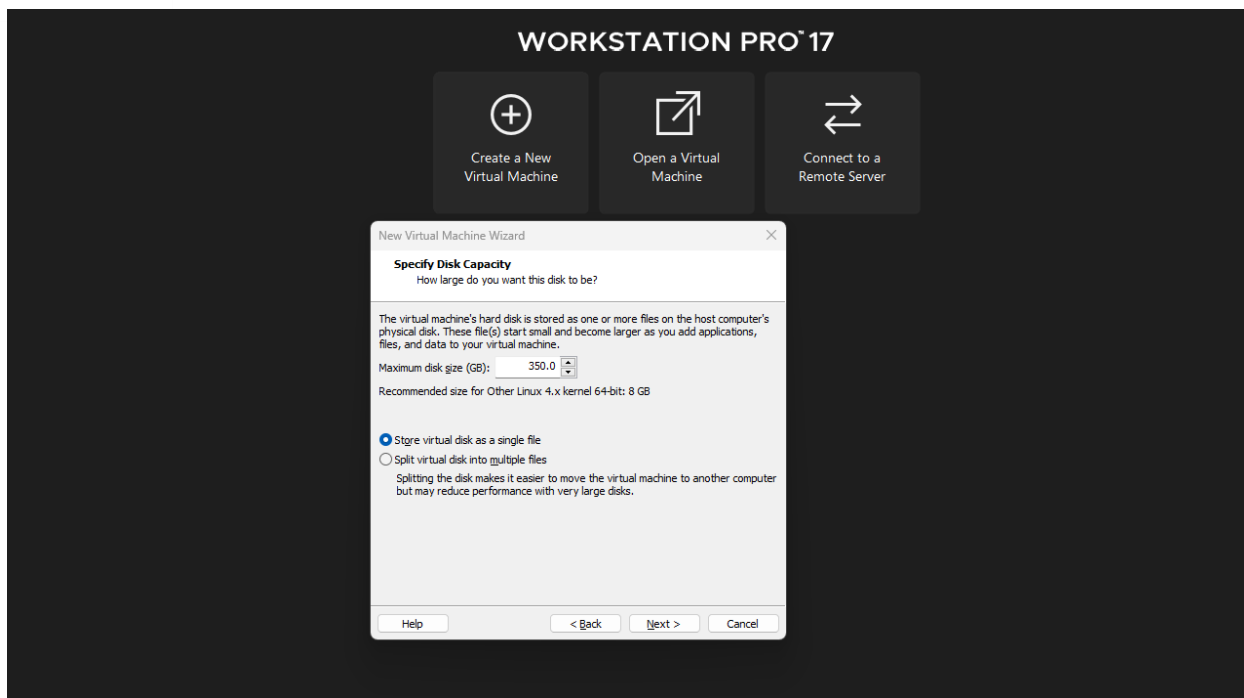 WORKSTATION PRO™ 17
Create a New
Virtual Machine
Open a Virtual
Machine
Connect to a
Remote Server
New Virtual Machine Wizard
Specify Disk Capacity
How large do you want this disk to be?
The virtual machine's hard disk is stored as one or more files on the host computer's
physical disk. These file(s) start small and become larger as you add applications,
files, and data to your virtual machine.
Maximum disk size (GB): 350.0
Recommended size for Other Linux 4.x kernel 64-bit: 8 GB
Store virtual disk as a single file
Split virtual disk into multiple files
Splitting the disk makes it easier to move the virtual machine to another computer
but may reduce performance with very large disks.
Help < Back Next > Cancel